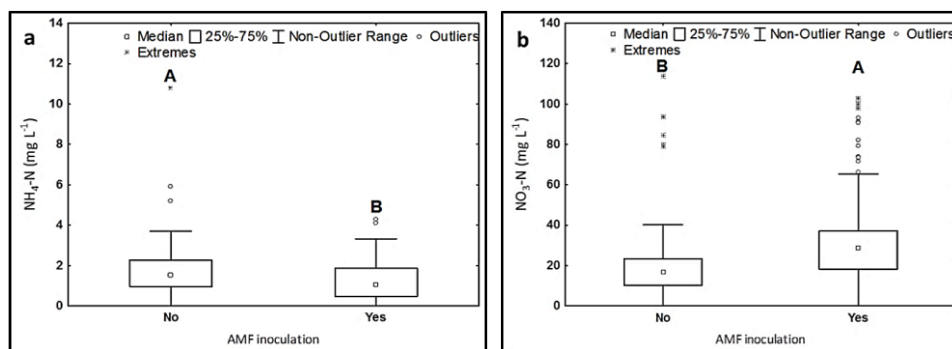 a
Median 25%-75% Non-Outlier Range Outliers
Extremes
14
12
10
8
6
4
2
0
NH4-N (mg L-1)
A
B
No Yes
AMF inoculation
b
Median 25%-75% Non-Outlier Range Outliers
Extremes
140
120
100
80
60
40
20
0
NO3-N (mg L-1)
B
A
No Yes
AMF inoculation